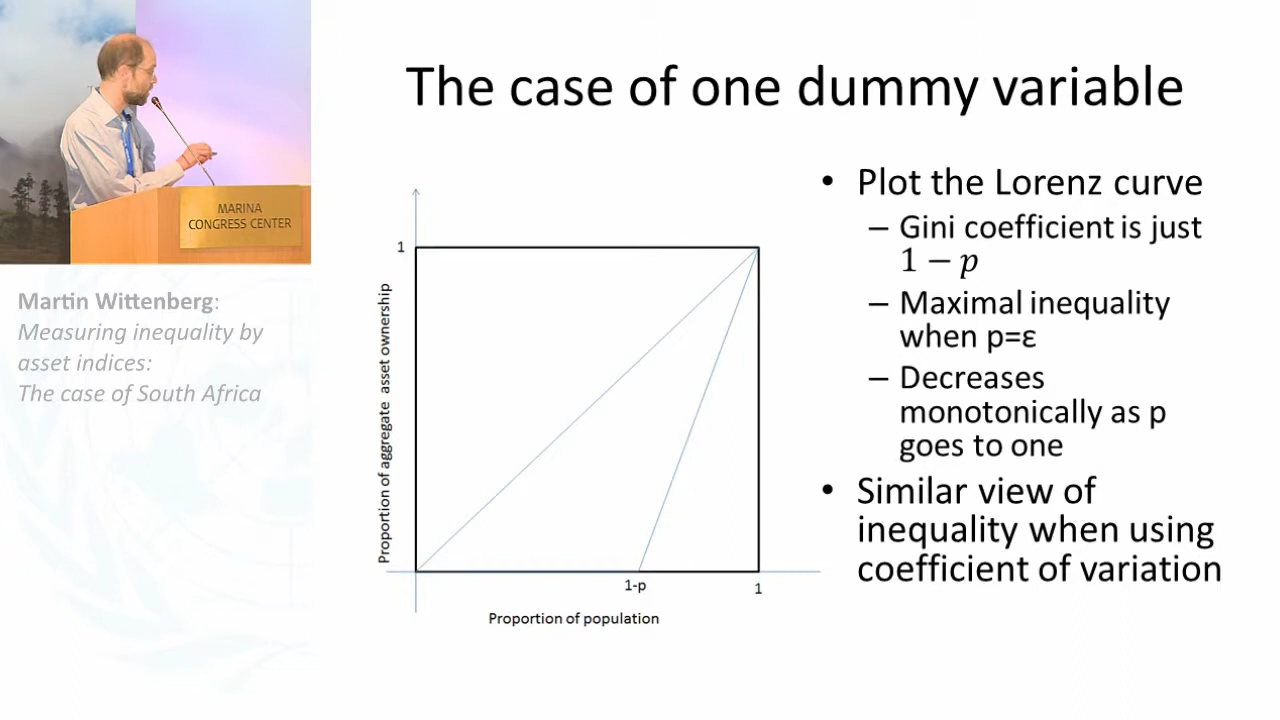 The case of one dummy variable
MARINA
CONGRESS CENTER
Martin Wittenberg:
Measuring inequality by
asset indices:
The case of South Africa
1
Proportion of aggregate asset ownership
1-p
1
Proportion of population
• Plot the Lorenz curve
– Gini coefficient is just
1 − p
– Maximal inequality
when p=ε
– Decreases
monotonically as p
goes to one
• Similar view of
inequality when using
coefficient of variation